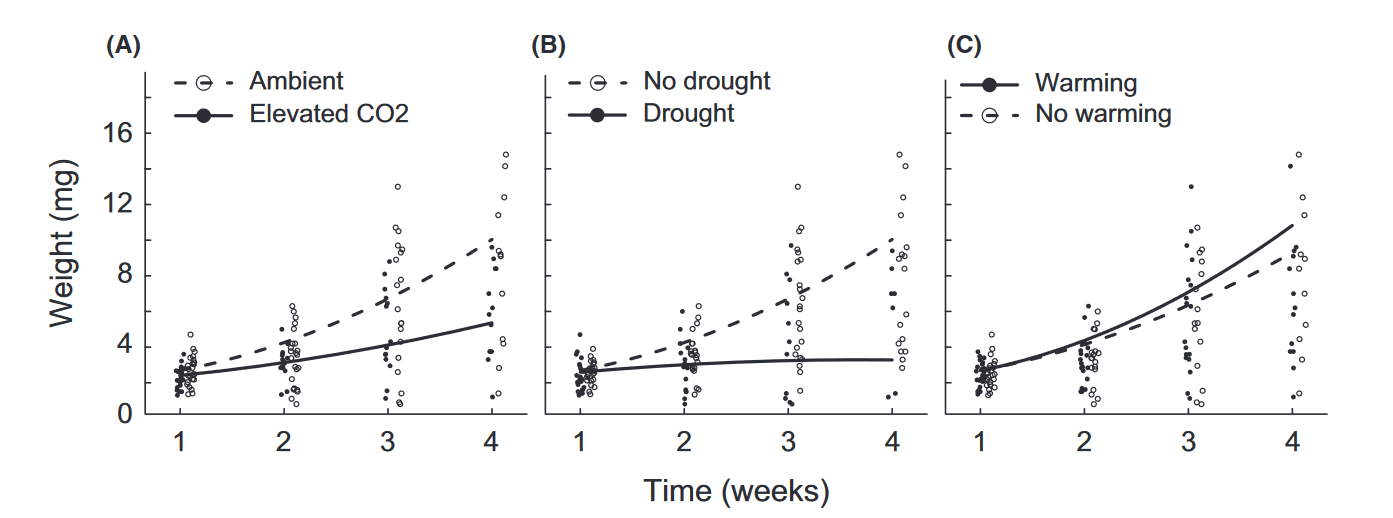 (A)
Ambient
Elevated CO2
(B)
No drought
Drought
(C)
Warming
No warming
Weight (mg)
16
12
8
4
0
1 2 3 4
1 2 3 4
1 2 3 4
Time (weeks)